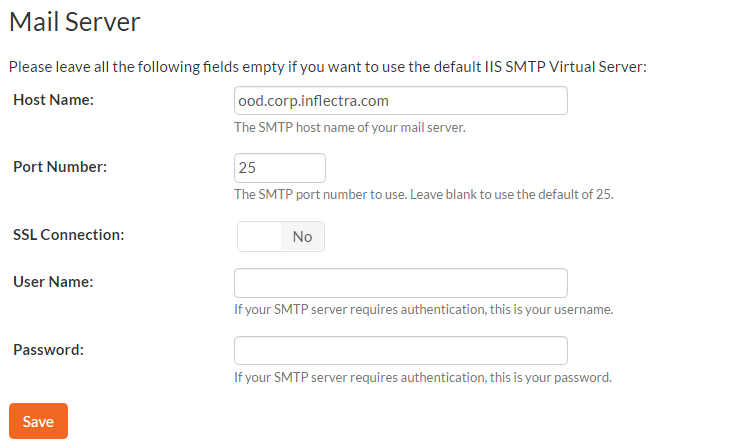 Mail Server
Please leave all the following fields empty if you want to use the default IIS SMTP Virtual Server:
Host Name: ood.corp.inflectra.com
The SMTP host name of your mail server.
Port Number: 25
The SMTP port number to use. Leave blank to use the default of 25.
SSL Connection: No
User Name:
If your SMTP server requires authentication, this is your username.
Password:
If your SMTP server requires authentication, this is your password.
Save